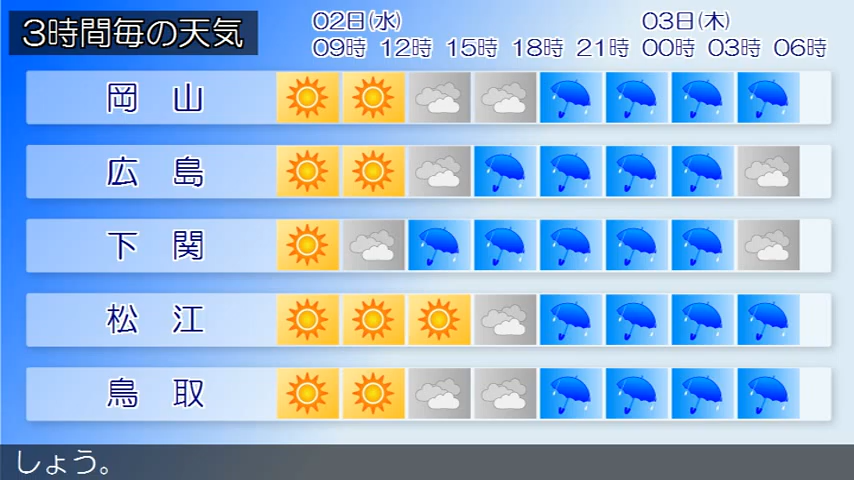 3時間毎の天気
02日(水) 03日(木)
09時 12時 15時 18時 21時 00時 03時 06時
岡 山
広 島
下 関
松 江
鳥 取
しょう。